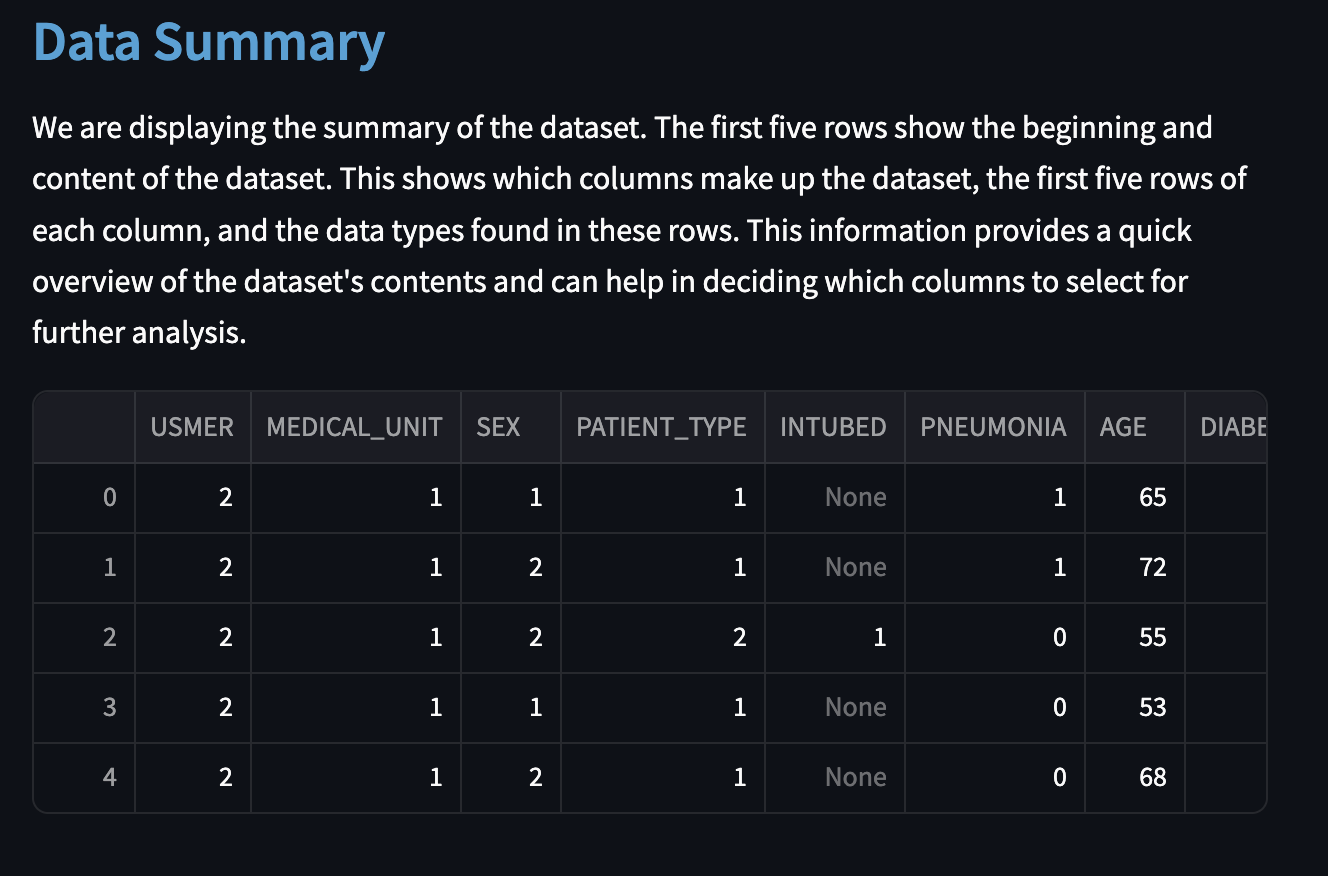 Data Summary
We are displaying the summary of the dataset. The first five rows show the beginning and
content of the dataset. This shows which columns make up the dataset, the first five rows of
each column, and the data types found in these rows. This information provides a quick
overview of the dataset's contents and can help in deciding which columns to select for
further analysis.
USMER MEDICAL_UNIT SEX PATIENT_TYPE INTUBED PNEUMONIA AGE DIABE
0 2 1 1 1 None 1 65
1 2 1 2 1 None 1 72
2 2 1 2 2 1 0 55
3 2 1 1 1 None 0 53
4 2 1 2 1 None 0 68